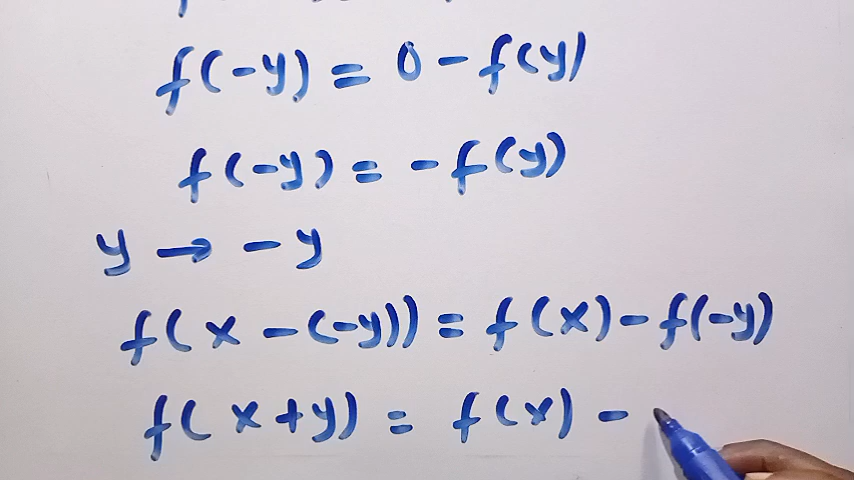 f(-y) = 0 - f(y)
f(-y) = -f(y)
y → -y
f(x-(-y)) = f(x) - f(-y)
f(x+y) = f(x) -